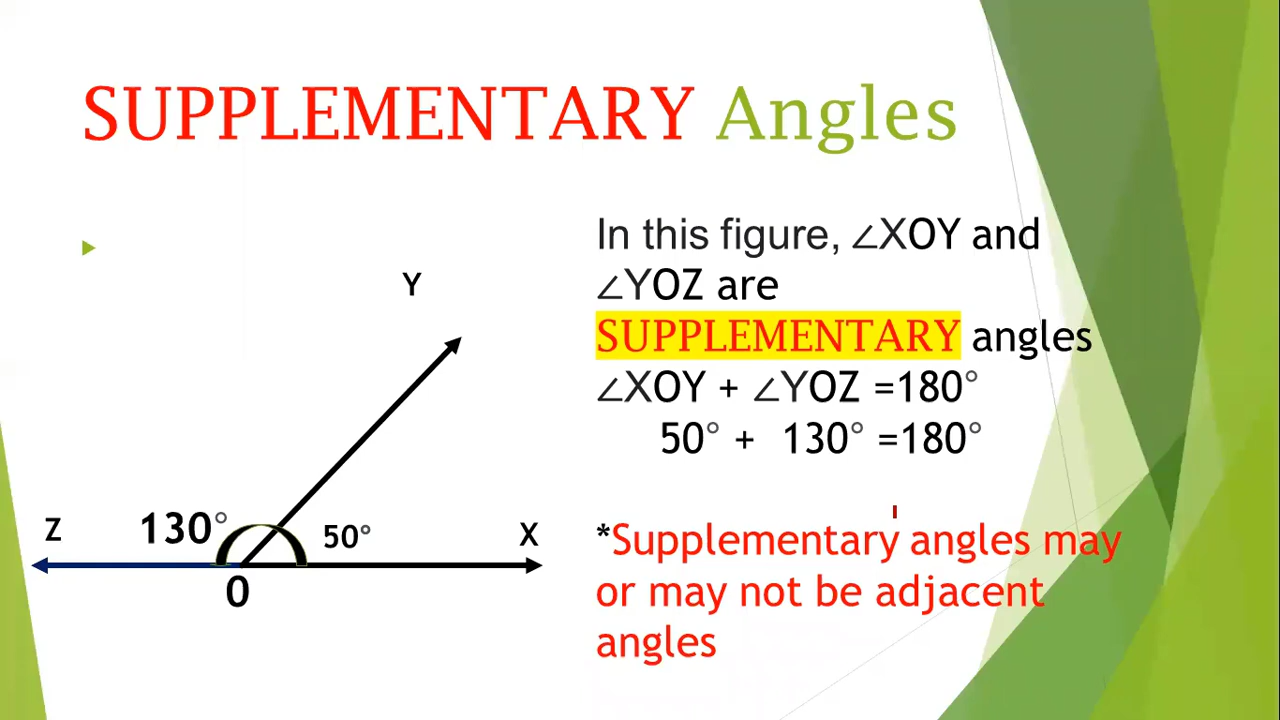 SUPPLEMENTARY Angles
In this figure, ∠XOY and
∠YOZ are
SUPPLEMENTARY angles
∠XOY + ∠YOZ =180°
50° + 130° =180°
*Supplementary angles may
or may not be adjacent
angles
Y
Z 130° 50° X
O